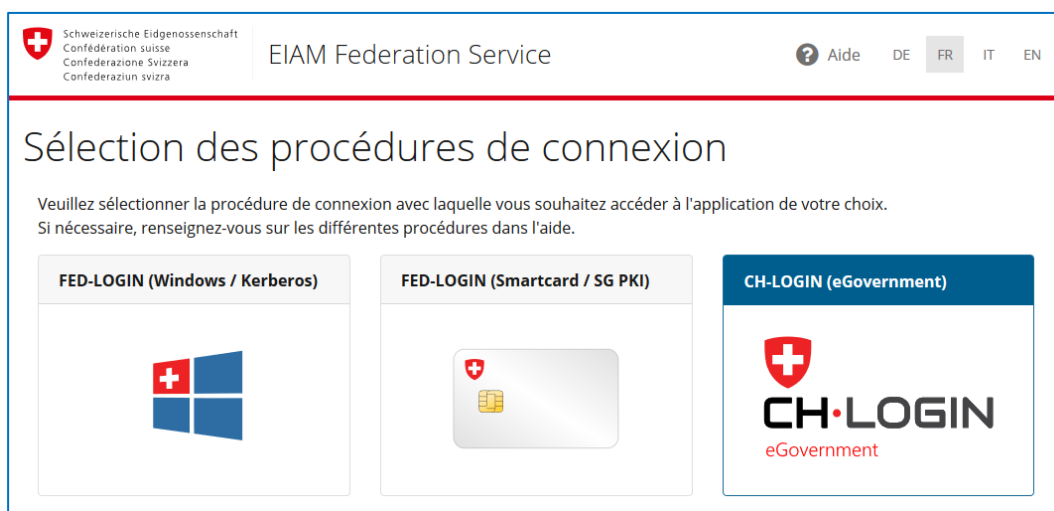 Schweizerische Eidgenossenschaft
Confédération suisse
Confederazione Svizzera
Confederaziun svizra
EIAM Federation Service
? Aide DE FR IT EN
Sélection des procédures de connexion
Veuillez sélectionner la procédure de connexion avec laquelle vous souhaitez accéder à l'application de votre choix.
Si nécessaire, renseignez-vous sur les différentes procédures dans l'aide.
FED-LOGIN (Windows / Kerberos)
FED-LOGIN (Smartcard / SG PKI)
CH-LOGIN (eGovernment)
CH·LOGIN
eGovernment